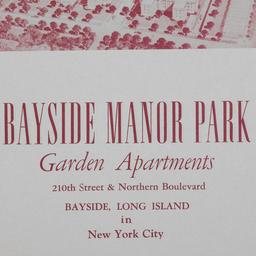 BAYSIDE MANOR PARK
Garden Apartments
210th Street & Northern Boulevard
BAYSIDE, LONG ISLAND
in
New York City